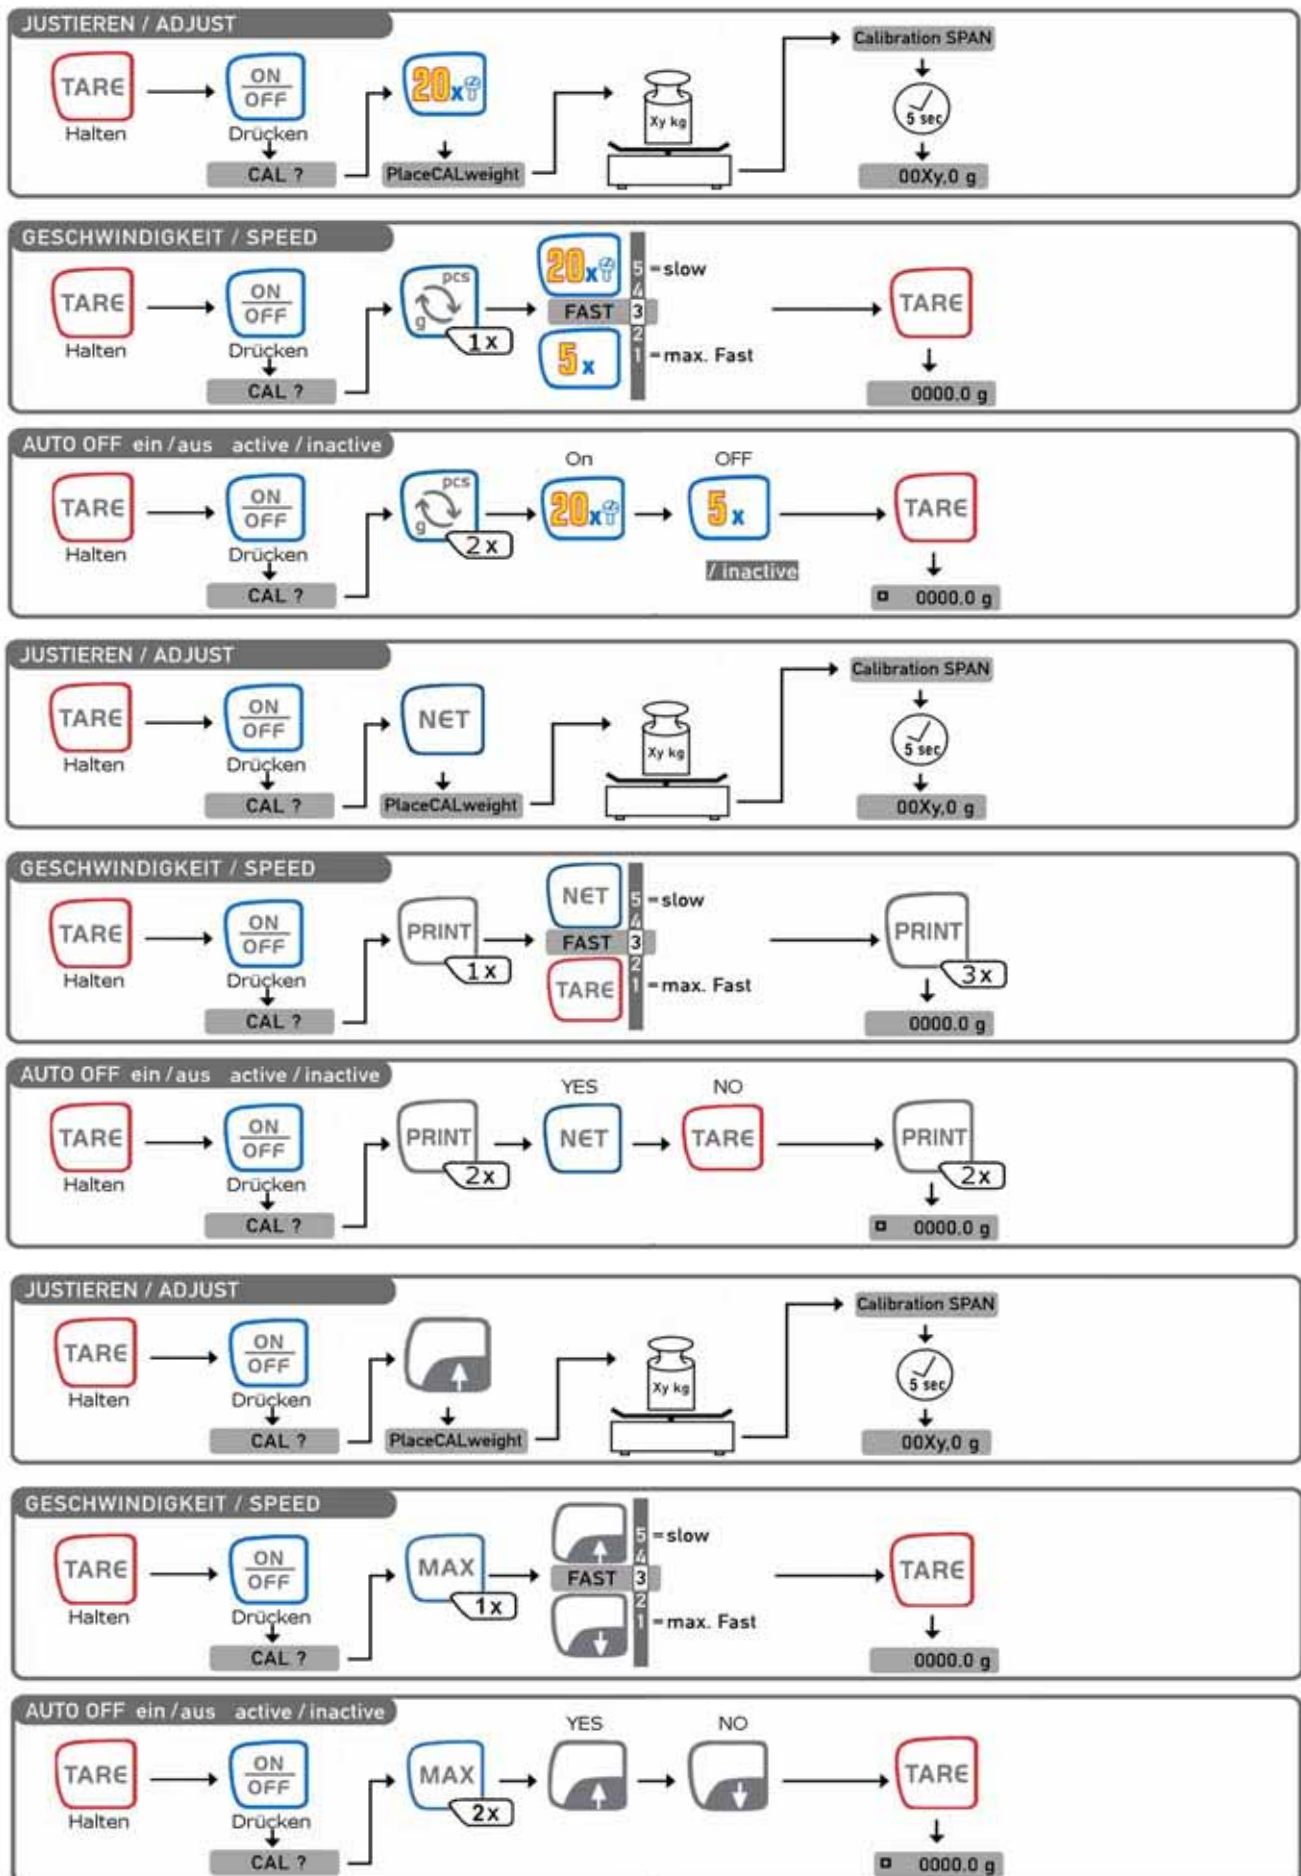 JUSTIEREN / ADJUST
TARE
Halten
ON
OFF
Drücken
CAL ?
20x
PlaceCALweight
Xy kg
Calibration SPAN
5 sec
00Xy,0 g
GESCHWINDIGKEIT / SPEED
TARE
Halten
ON
OFF
Drücken
CAL ?
pcs
g
1x
20x
5 = slow
4
FAST 3
2
5x
1 = max. Fast
TARE
0000.0 g
AUTO OFF ein / aus active / inactive
TARE
Halten
ON
OFF
Drücken
CAL ?
pcs
g
2x
On
20x
OFF
5x
/ inactive
TARE
0000.0 g
JUSTIEREN / ADJUST
TARE
Halten
ON
OFF
Drücken
CAL ?
NET
PlaceCALweight
Xy kg
Calibration SPAN
5 sec
00Xy,0 g
GESCHWINDIGKEIT / SPEED
TARE
Halten
ON
OFF
Drücken
CAL ?
PRINT
1x
NET
5 = slow
4
FAST 3
2
TARE
1 = max. Fast
PRINT
3x
0000.0 g
AUTO OFF ein / aus active / inactive
TARE
Halten
ON
OFF
Drücken
CAL ?
PRINT
2x
YES
NET
NO
TARE
PRINT
2x
0000.0 g
JUSTIEREN / ADJUST
TARE
Halten
ON
OFF
Drücken
CAL ?
PlaceCALweight
Xy kg
Calibration SPAN
5 sec
00Xy,0 g
GESCHWINDIGKEIT / SPEED
TARE
Halten
ON
OFF
Drücken
CAL ?
MAX
1x
5 = slow
4
FAST 3
2
1 = max. Fast
TARE
0000.0 g
AUTO OFF ein / aus active / inactive
TARE
Halten
ON
OFF
Drücken
CAL ?
MAX
2x
YES
NO
TARE
0000.0 g